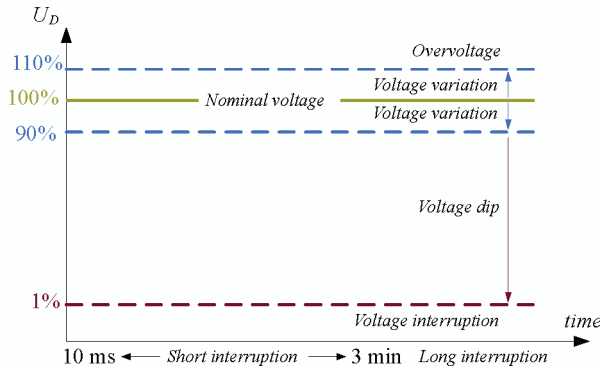 U_D
Overvoltage
110%
Voltage variation
100%
Nominal voltage
Voltage variation
90%
Voltage dip
1%
Voltage interruption
time
10 ms
Short interruption
3 min
Long interruption